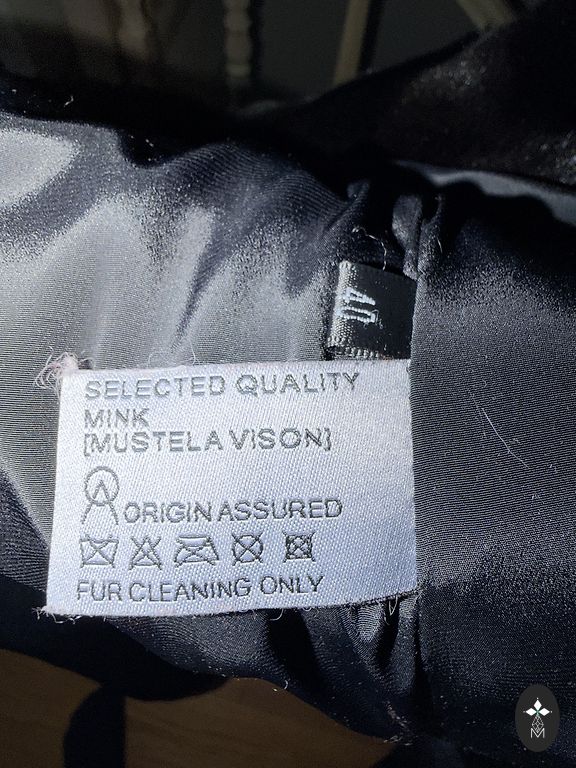 40
SELECTED QUALITY
MINK
[MUSTELA VISON]
ORIGIN ASSURED
FUR CLEANING ONLY
M